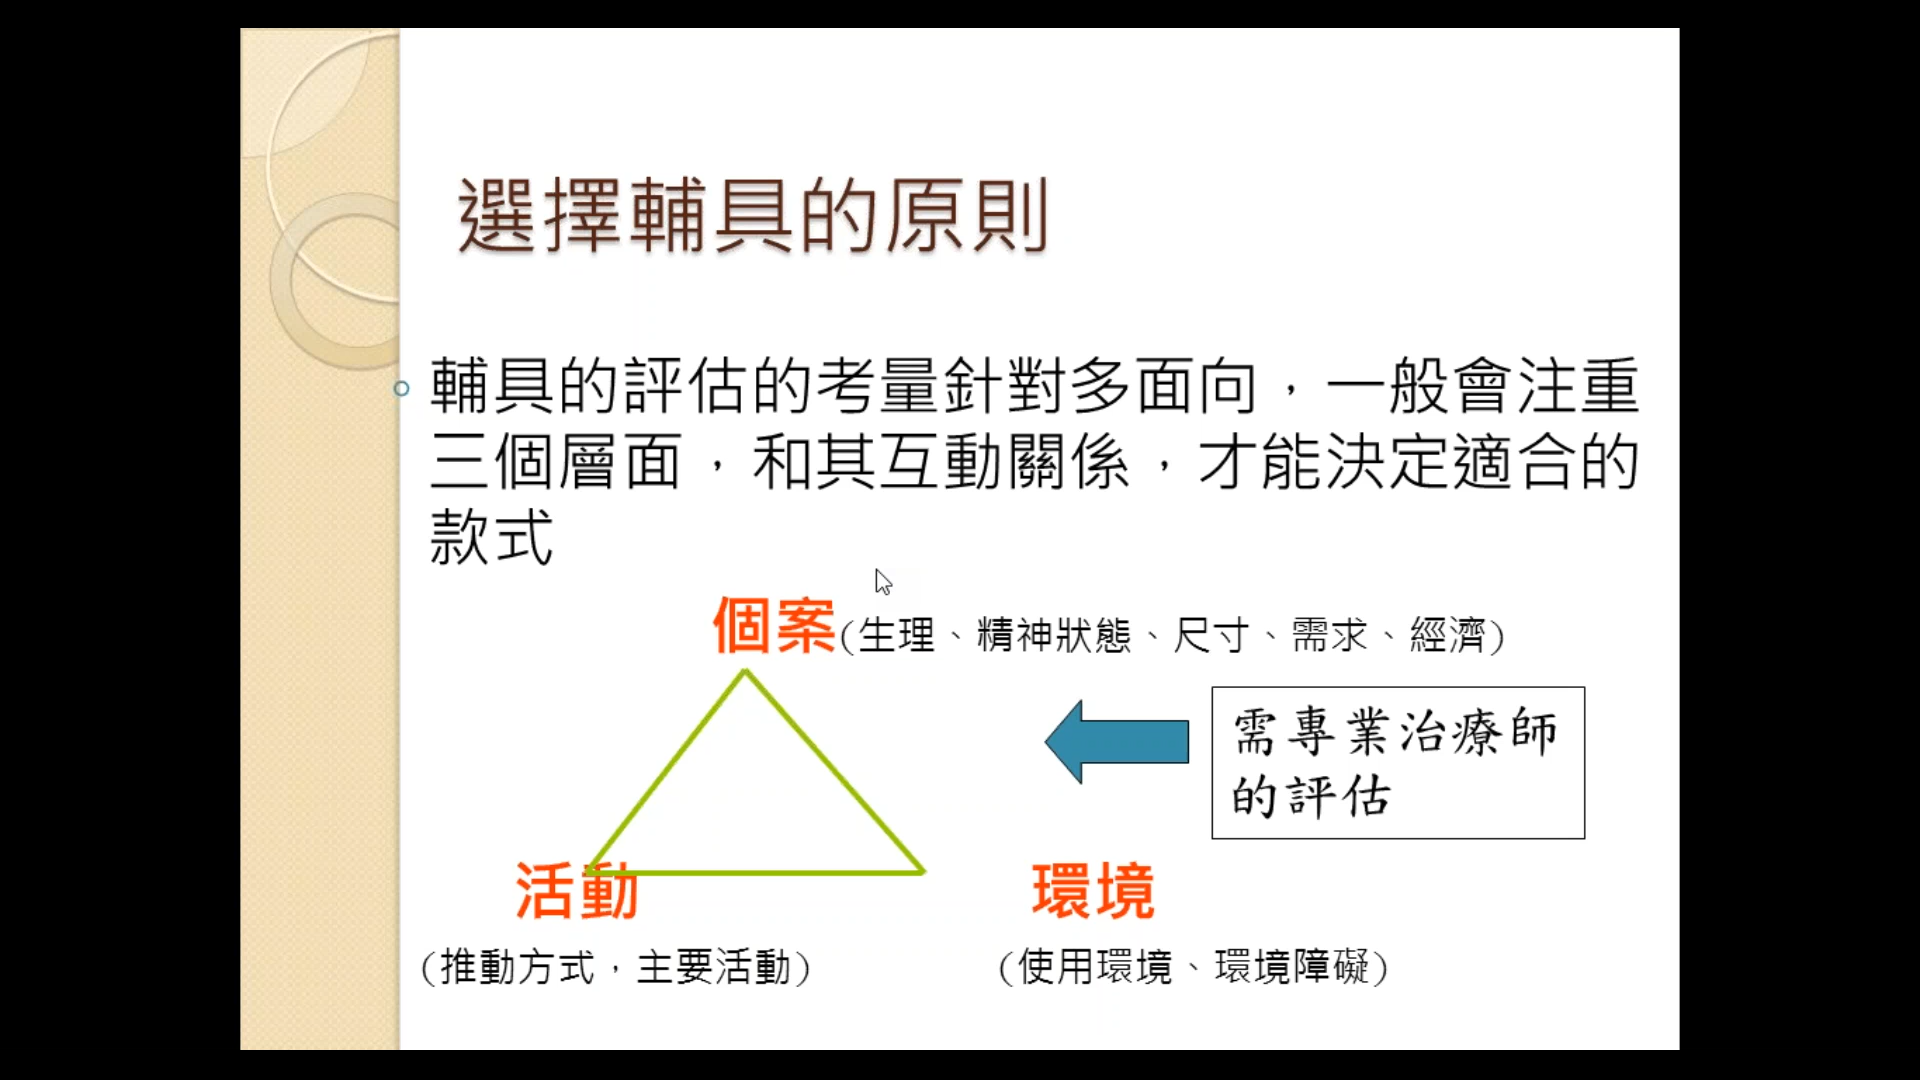 選擇輔具的原則
輔具的評估的考量針對多面向，一般會注重
三個層面，和其互動關係，才能決定適合的
款式
個案(生理、精神狀態、尺寸、需求、經濟)
需專業治療師
的評估
活動
環境
(推動方式，主要活動)
(使用環境、環境障礙)